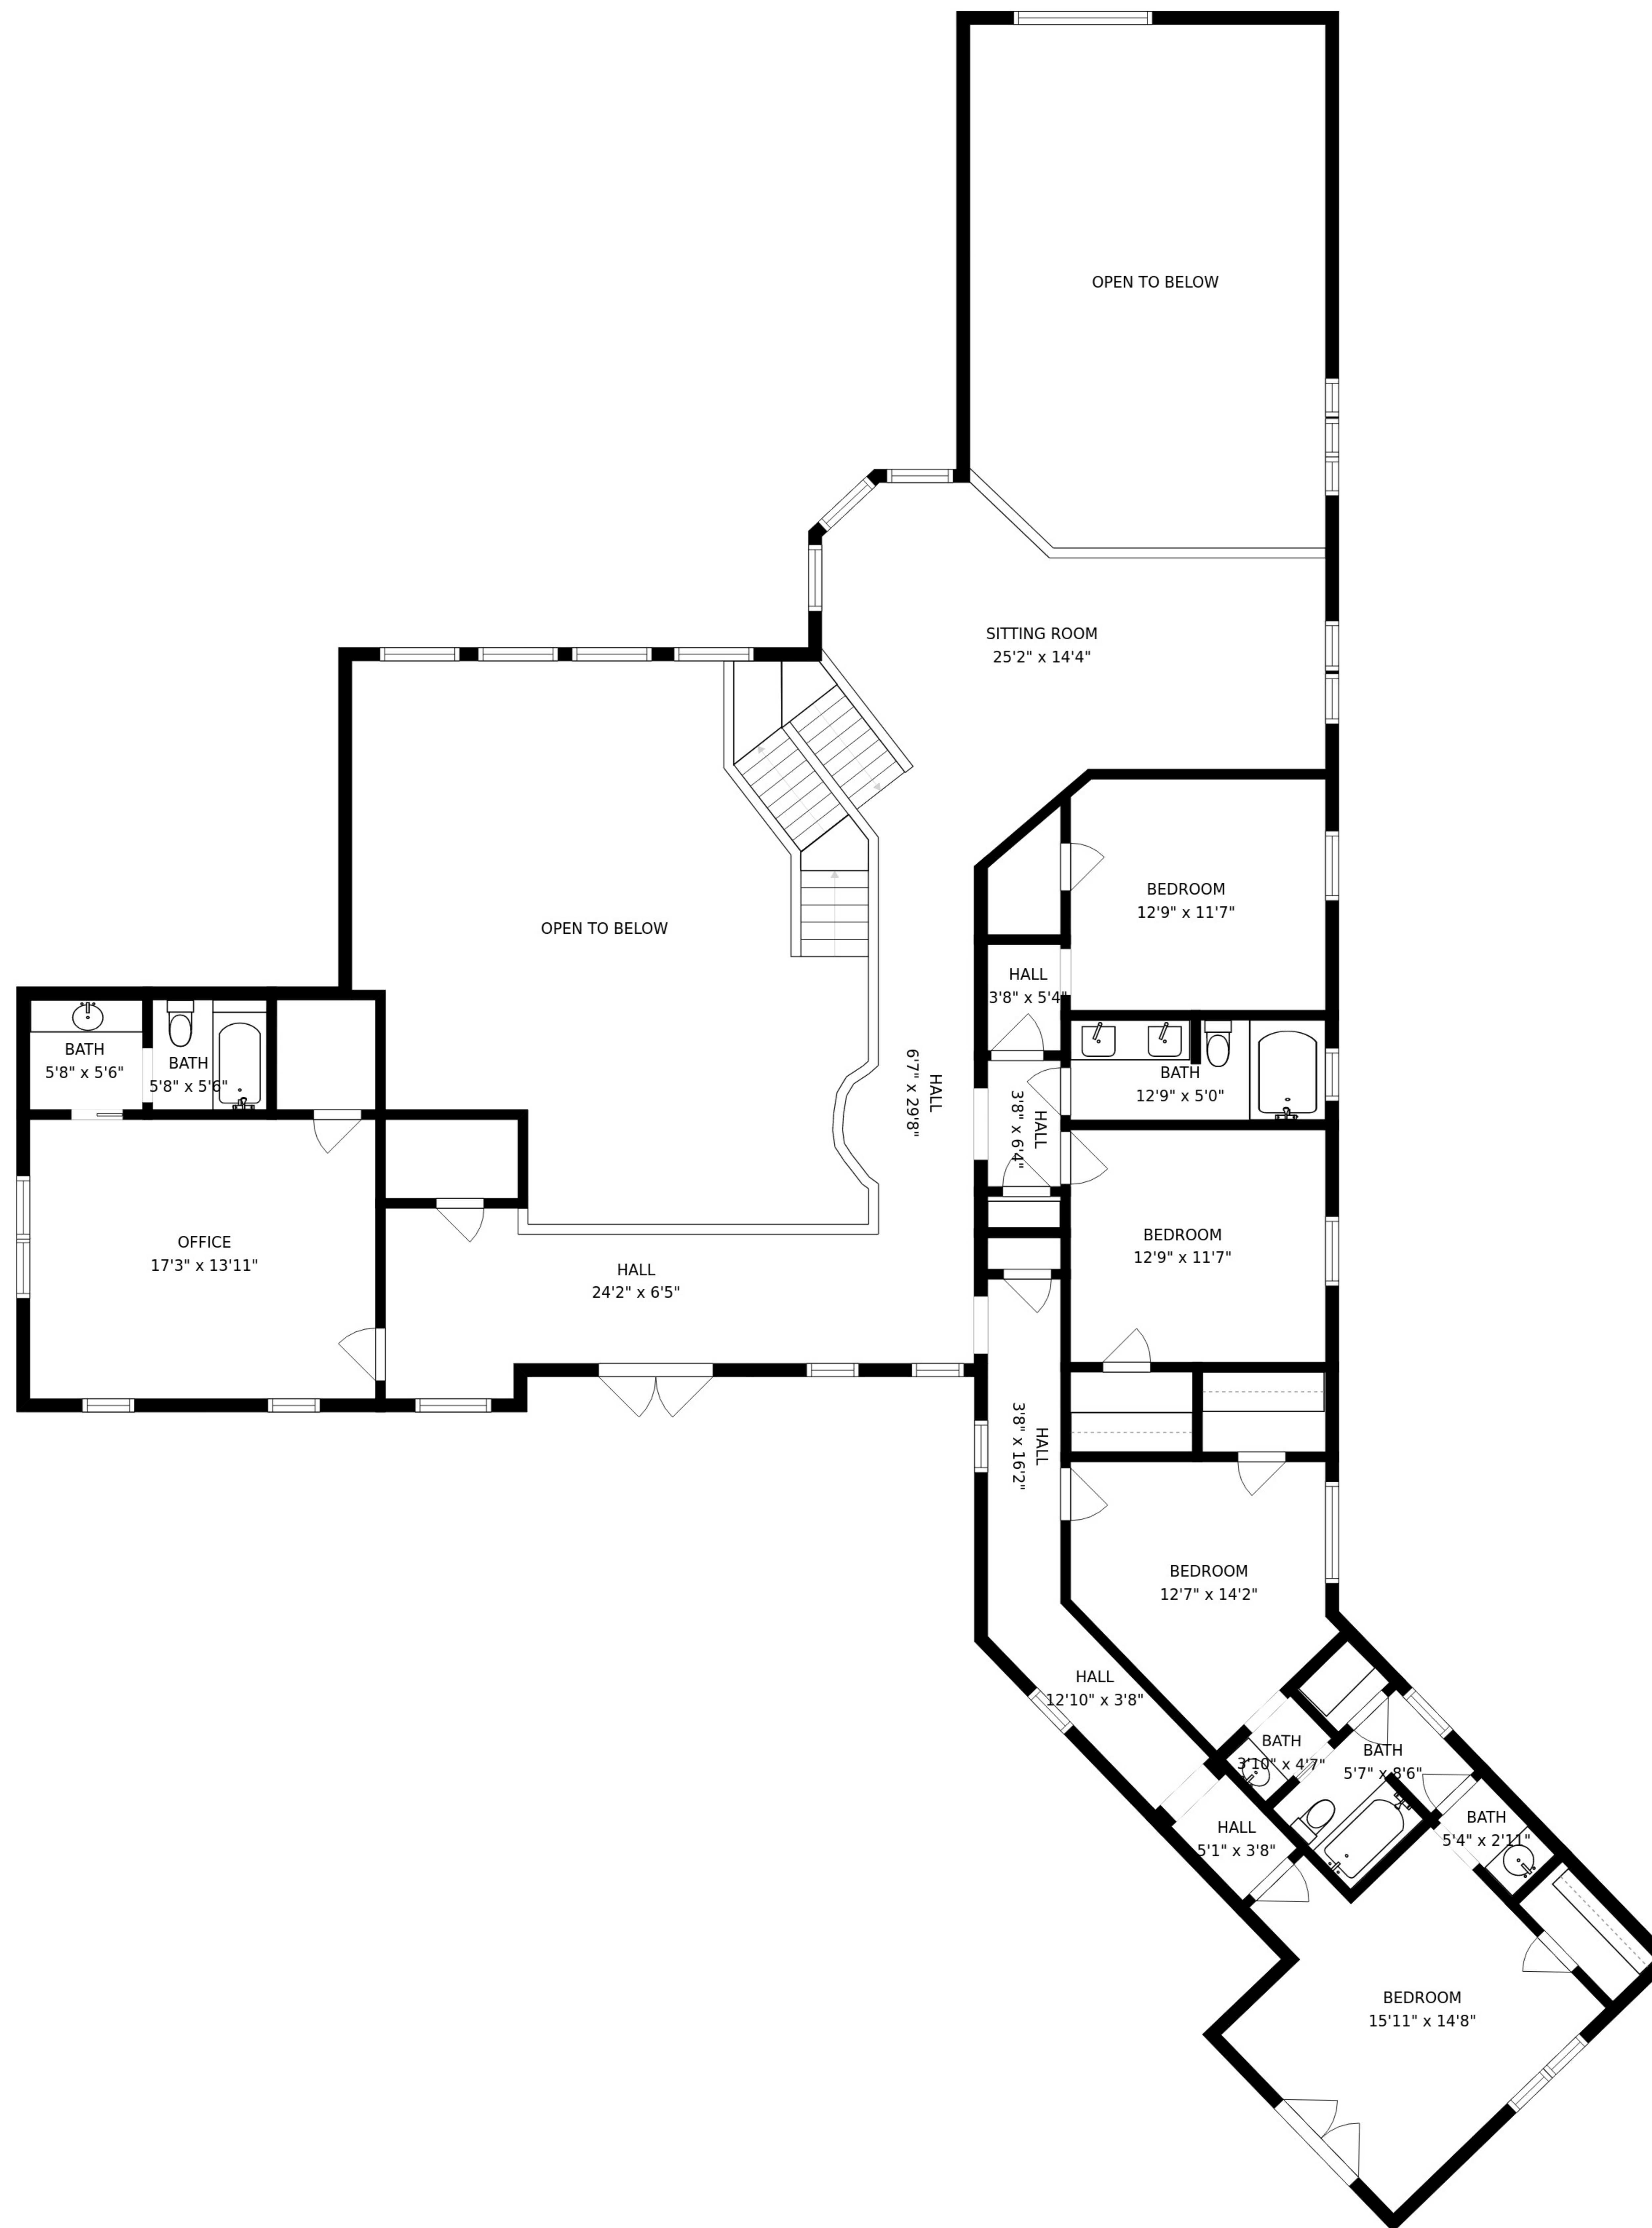 OPEN TO BELOW
SITTING ROOM
25'2" x 14'4"
BEDROOM
12'9" x 11'7"
OPEN TO BELOW
HALL
3'8" x 5'4"
BATH
5'8" x 5'6"
BATH
5'8" x 5'6"
HALL
6'7" x 29'8"
HALL
3'8" x 6'4"
BATH
12'9" x 5'0"
OFFICE
17'3" x 13'11"
HALL
24'2" x 6'5"
BEDROOM
12'9" x 11'7"
HALL
3'8" x 16'2"
BEDROOM
12'7" x 14'2"
HALL
12'10" x 3'8"
BATH
3'10" x 4'7"
BATH
5'7" x 8'6"
HALL
5'1" x 3'8"
BATH
5'4" x 2'11"
BEDROOM
15'11" x 14'8"